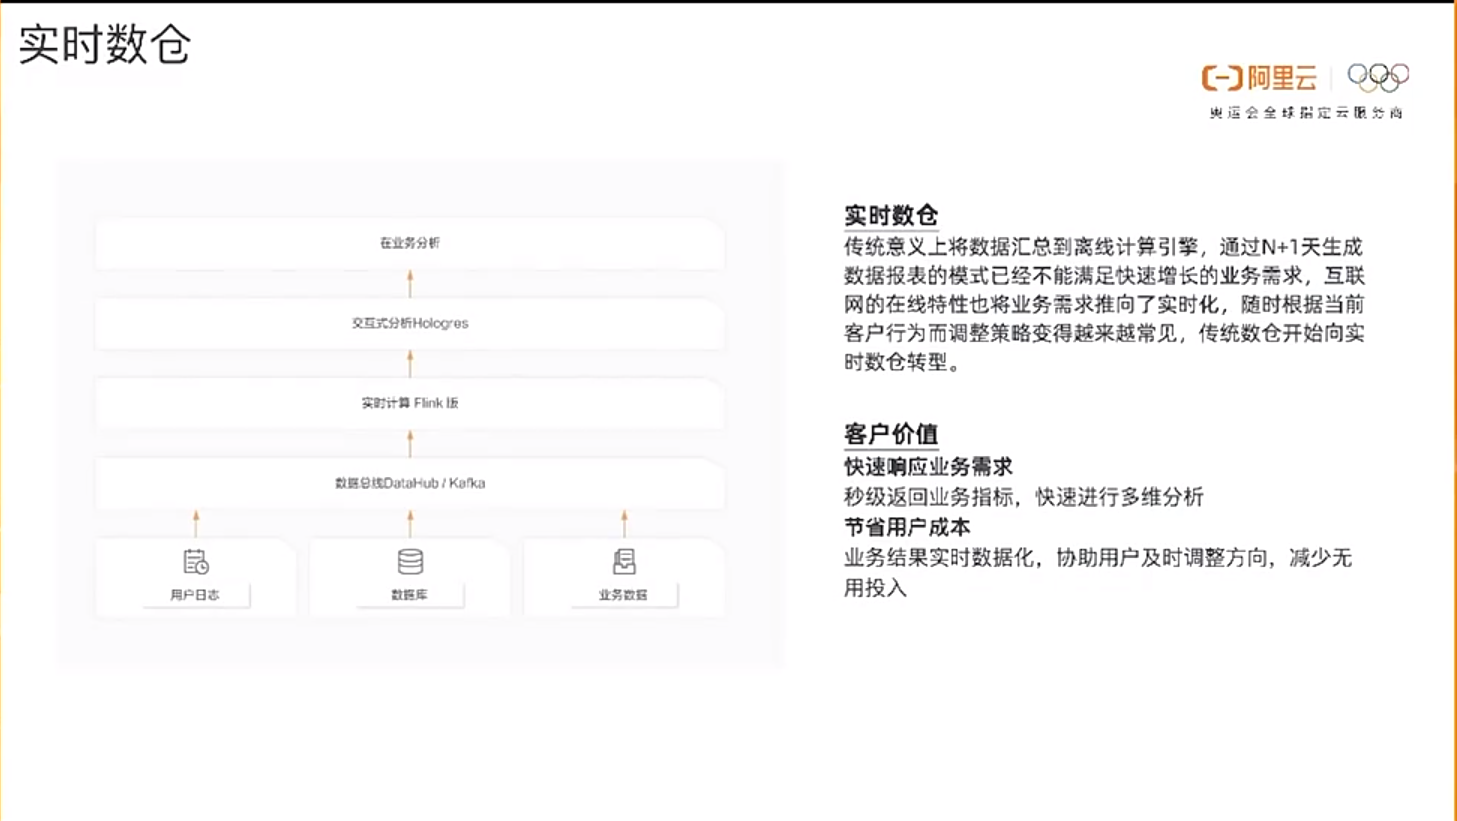 实时数仓
阿里云
奥运会全球指定云服务商
在业务分析
交互式分析Hologres
实时计算 Flink 版
数据总线DataHub / Kafka
用户日志
数据库
业务数据
实时数仓
传统意义上将数据汇总到离线计算引擎，通过N+1天生成
数据报表的模式已经不能满足快速增长的业务需求，互联
网的在线特性也将业务需求推向了实时化，随时根据当前
客户行为而调整策略变得越来越常见，传统数仓开始向实
时数仓转型。
客户价值
快速响应业务需求
秒级返回业务指标，快速进行多维分析
节省用户成本
业务结果实时数据化，协助用户及时调整方向，减少无
用投入